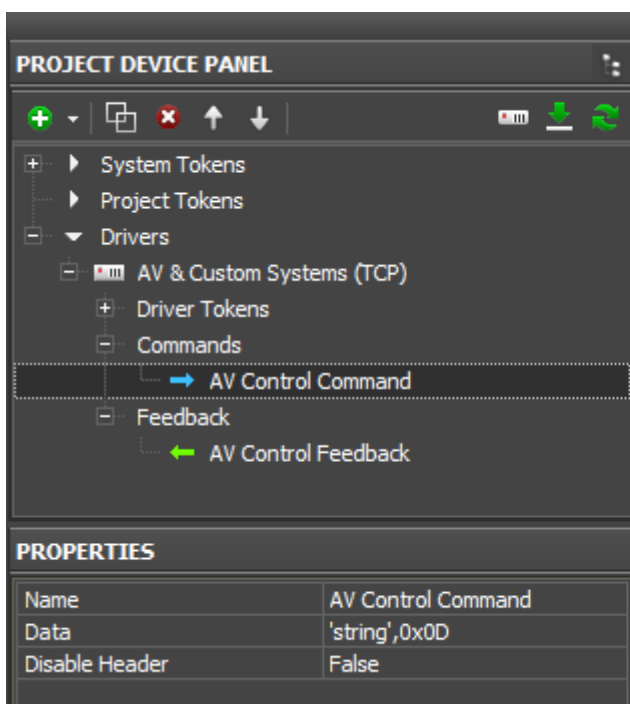 PROJECT DEVICE PANEL
System Tokens
Project Tokens
Drivers
AV & Custom Systems (TCP)
Driver Tokens
Commands
AV Control Command
Feedback
AV Control Feedback
PROPERTIES
Name AV Control Command
Data 'string',0x0D
Disable Header False